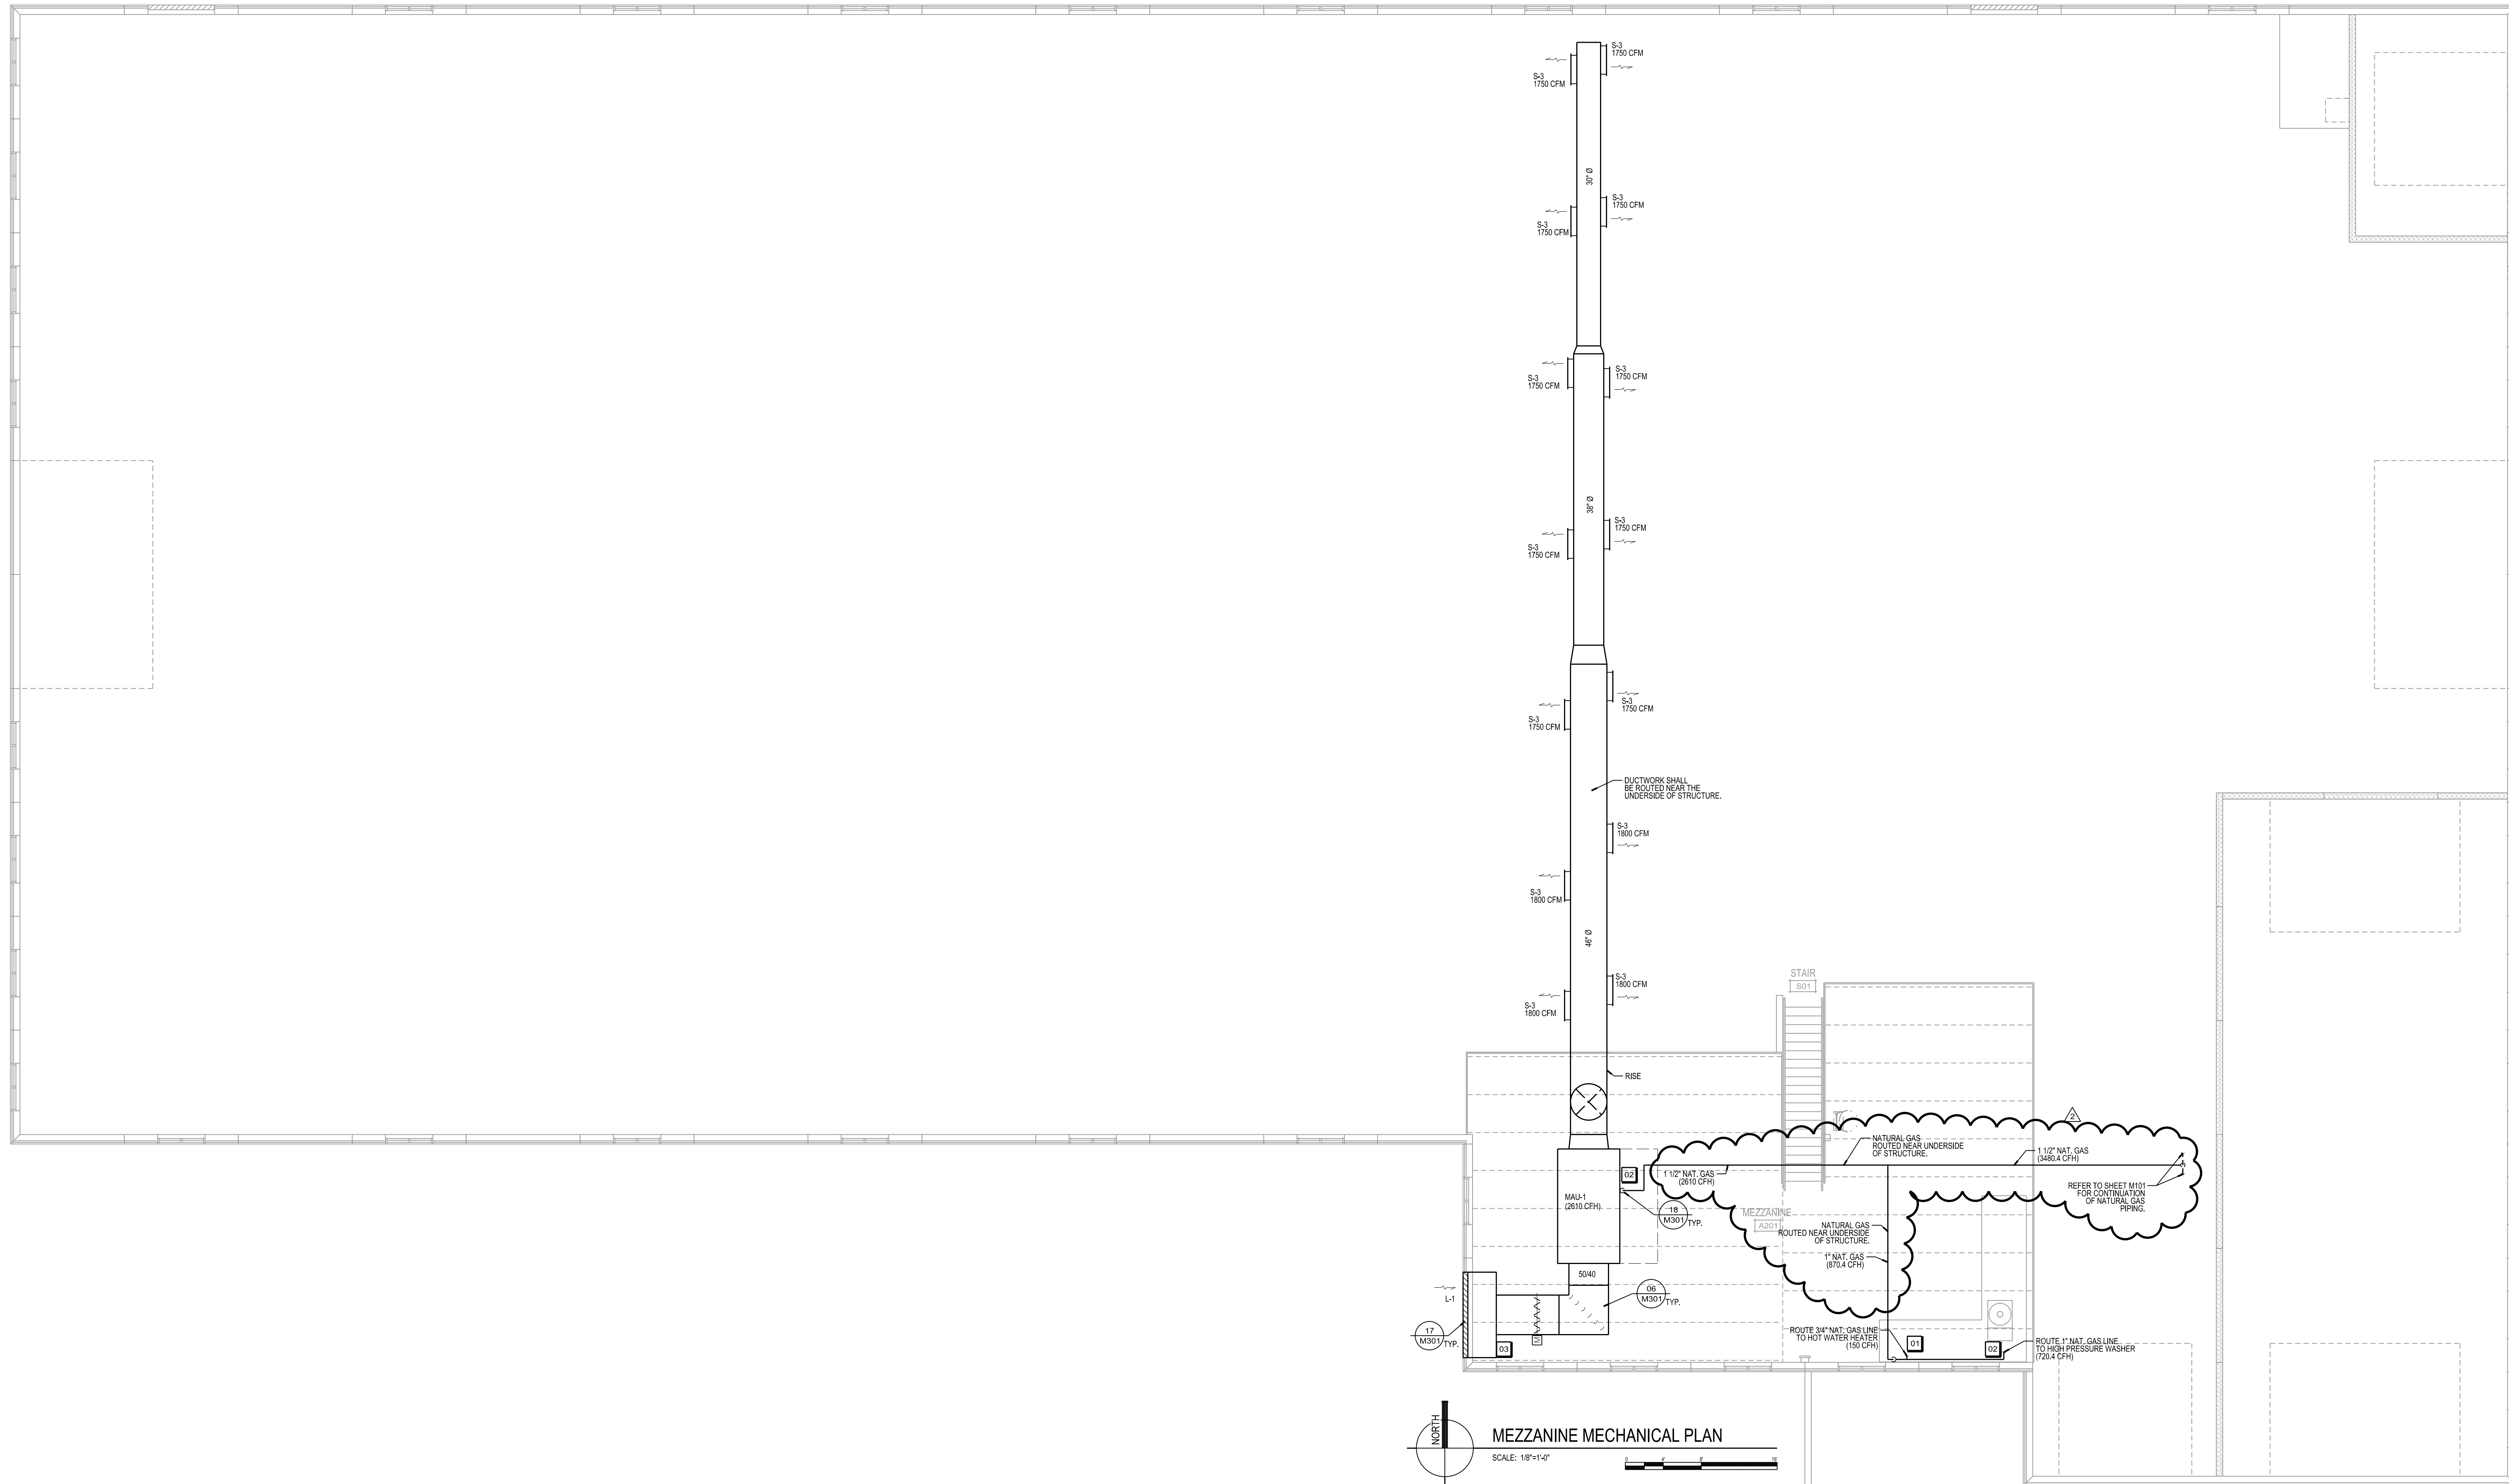 S-3
1750 CFM
S-3
1750 CFM
30" Ø
S-3
1750 CFM
S-3
1750 CFM
S-3
1750 CFM
S-3
1750 CFM
38" Ø
S-3
1750 CFM
S-3
1750 CFM
S-3
1750 CFM
S-3
1750 CFM
DUCTWORK SHALL
BE ROUTED NEAR THE
UNDERSIDE OF STRUCTURE.
S-3
1800 CFM
S-3
1800 CFM
46" Ø
STAIR
S01
S-3
1800 CFM
S-3
1800 CFM
RISE
2
NATURAL GAS
ROUTED NEAR UNDERSIDE
OF STRUCTURE.
1 1/2" NAT. GAS
(3480.4 CFH)
02
1 1/2" NAT. GAS
(2610 CFH)
REFER TO SHEET M101
FOR CONTINUATION
OF NATURAL GAS
PIPING.
MAU-1
(2610 CFH)
18
M301
TYP.
MEZZANINE
A201
NATURAL GAS
ROUTED NEAR UNDERSIDE
OF STRUCTURE.
1" NAT. GAS
(870.4 CFH)
50/40
06
M301
TYP.
L-1
17
M301
TYP.
03
M
ROUTE 3/4" NAT. GAS LINE
TO HOT WATER HEATER
(150 CFH)
01
02
ROUTE 1" NAT. GAS LINE
TO HIGH PRESSURE WASHER
(720.4 CFH)
NORTH
MEZZANINE MECHANICAL PLAN
SCALE: 1/8"=1'-0"
0 4' 8' 16'